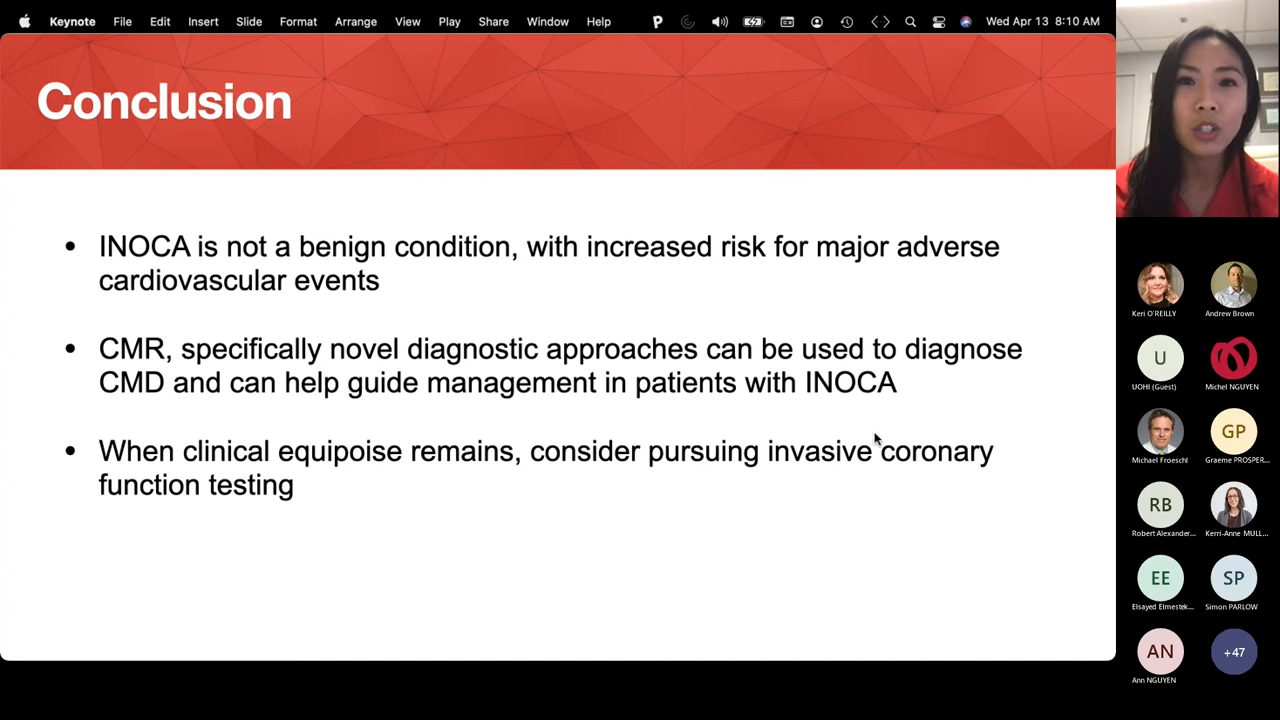 Keynote File Edit Insert Slide Format Arrange View Play Share Window Help Wed Apr 13 8:10 AM
Conclusion
• INOCA is not a benign condition, with increased risk for major adverse
cardiovascular events
• CMR, specifically novel diagnostic approaches can be used to diagnose
CMD and can help guide management in patients with INOCA
• When clinical equipoise remains, consider pursuing invasive coronary
function testing
Keri O'REILLY Andrew Brown
U
UOHI (Guest) Michel NGUYEN
GP
Michael Froeschl Graeme PROSPER...
RB
Robert Alexander... Kerri-Anne MULL...
EE SP
Elsayed Elmestek... Simon PARLOW
AN +47
Ann NGUYEN